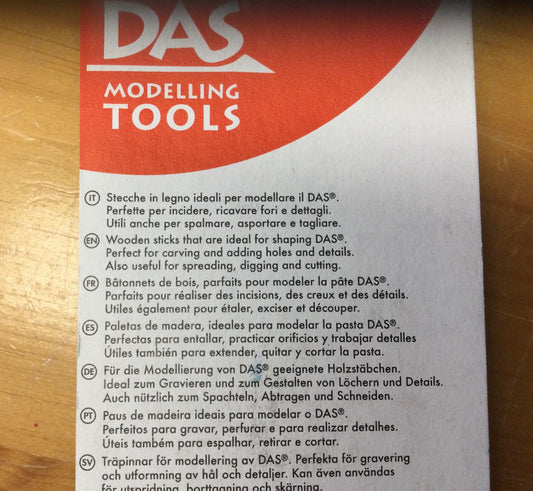 DAS
MODELLING
TOOLS
IT Stecche in legno ideali per modellare il DAS®.
Perfette per incidere, ricavare fori e dettagli.
Utili anche per spalmare, asportare e tagliare.
EN Wooden sticks that are ideal for shaping DAS®.
Perfect for carving and adding holes and details.
Also useful for spreading, digging and cutting.
FR Bâtonnets de bois, parfaits pour modeler la pâte DAS®.
Parfaits pour réaliser des incisions, des creux et des détails.
Utiles également pour étaler, exciser et découper.
ES Paletas de madera, ideales para modelar la pasta DAS®.
Perfectas para entallar, practicar orificios y trabajar detalles
Útiles también para extender, quitar y cortar la pasta.
DE Für die Modellierung von DAS® geeignete Holzstäbchen.
Ideal zum Gravieren und zum Gestalten von Löchern und Details.
Auch nützlich zum Spachteln, Abtragen und Schneiden.
PT Paus de madeira ideais para modelar o DAS®.
Perfeitos para gravar, perfurar e para realizar detalhes.
Úteis também para espalhar, retirar e cortar.
SV Träpinnar för modellering av DAS®. Perfekta för gravering
och utformning av hål och detaljer. Kan även användas
för utspridning, borttagning och skärning.